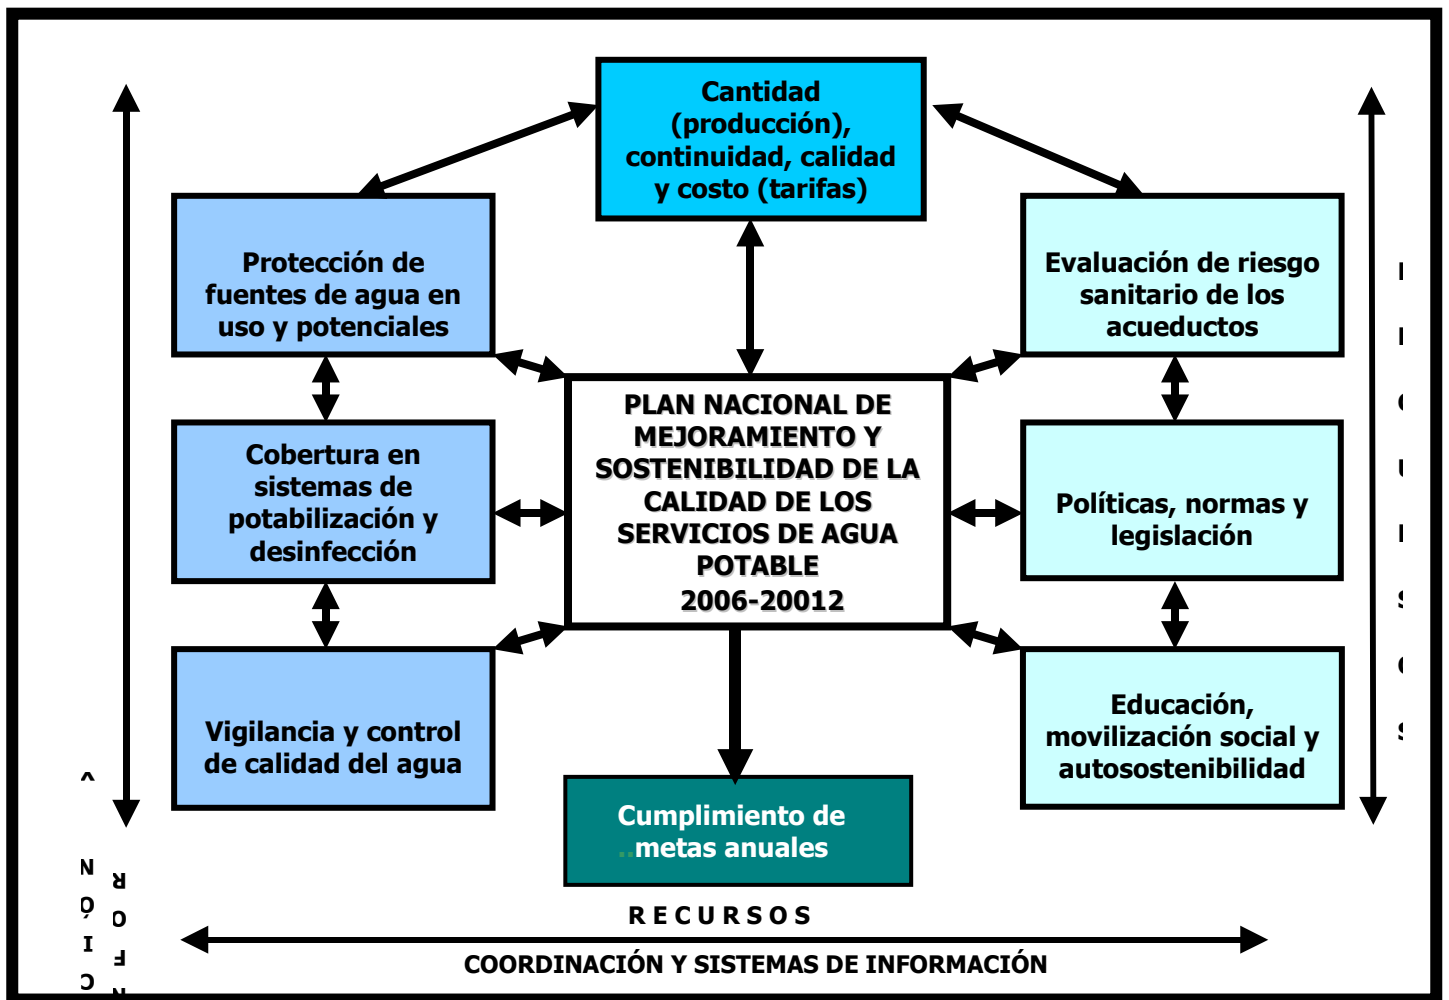 Cantidad
(producción),
continuidad, calidad
y costo (tarifas)
Protección de
fuentes de agua en
uso y potenciales
Evaluación de riesgo
sanitario de los
acueductos
PLAN NACIONAL DE
MEJORAMIENTO Y
SOSTENIBILIDAD DE LA
CALIDAD DE LOS
SERVICIOS DE AGUA
POTABLE
2006-20012
Cobertura en
sistemas de
potabilización y
desinfección
Políticas, normas y
legislación
Vigilancia y control
de calidad del agua
Educación,
movilización social y
autosostenibilidad
Cumplimiento de
..metas anuales
R E C U R S O S
COORDINACIÓN Y SISTEMAS DE INFORMACIÓN